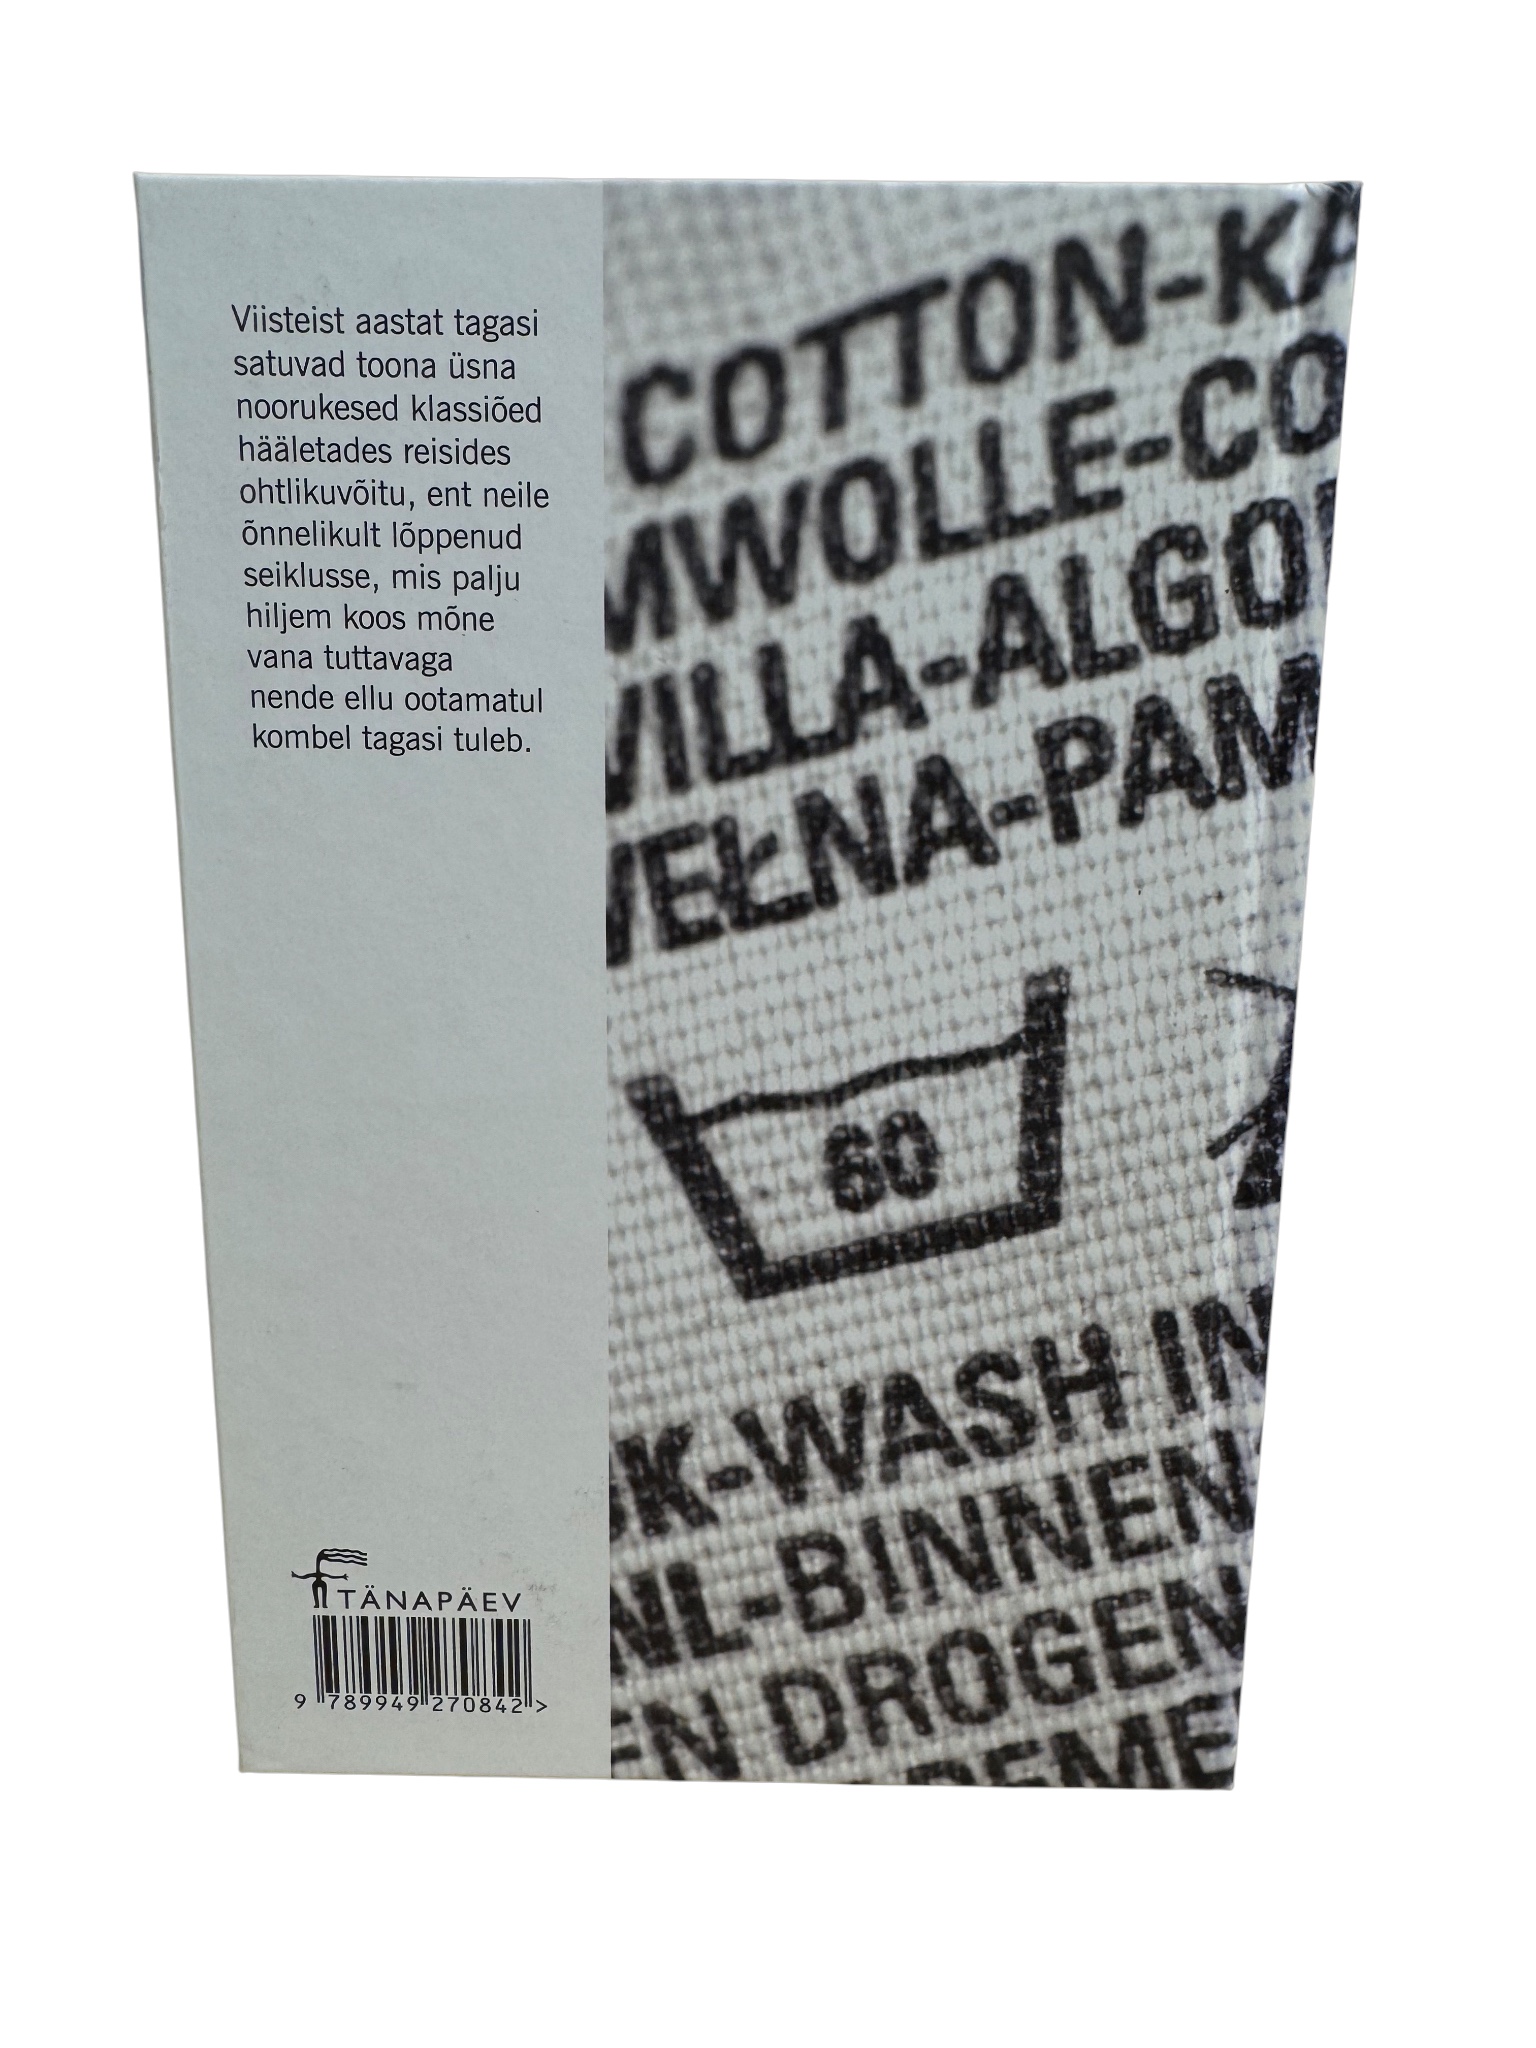 Viisteist aastat tagasi
satuvad toona üsna
noorukesed klassiõed
hääletades reisides
ohtlikuvõitu, ent neile
õnnelikult lõppenud
seiklusse, mis palju
hiljem koos mõne
vana tuttavaga
nende ellu ootamatul
kombel tagasi tuleb.
TÄNAPÄEV
9 789949 270842 >
COTTON-KA
MWOLLE-CO
VILLA-ALGO
WEŁNA-PAM
60
K-WASH IN
NL-BINNEN
EN DROGEN